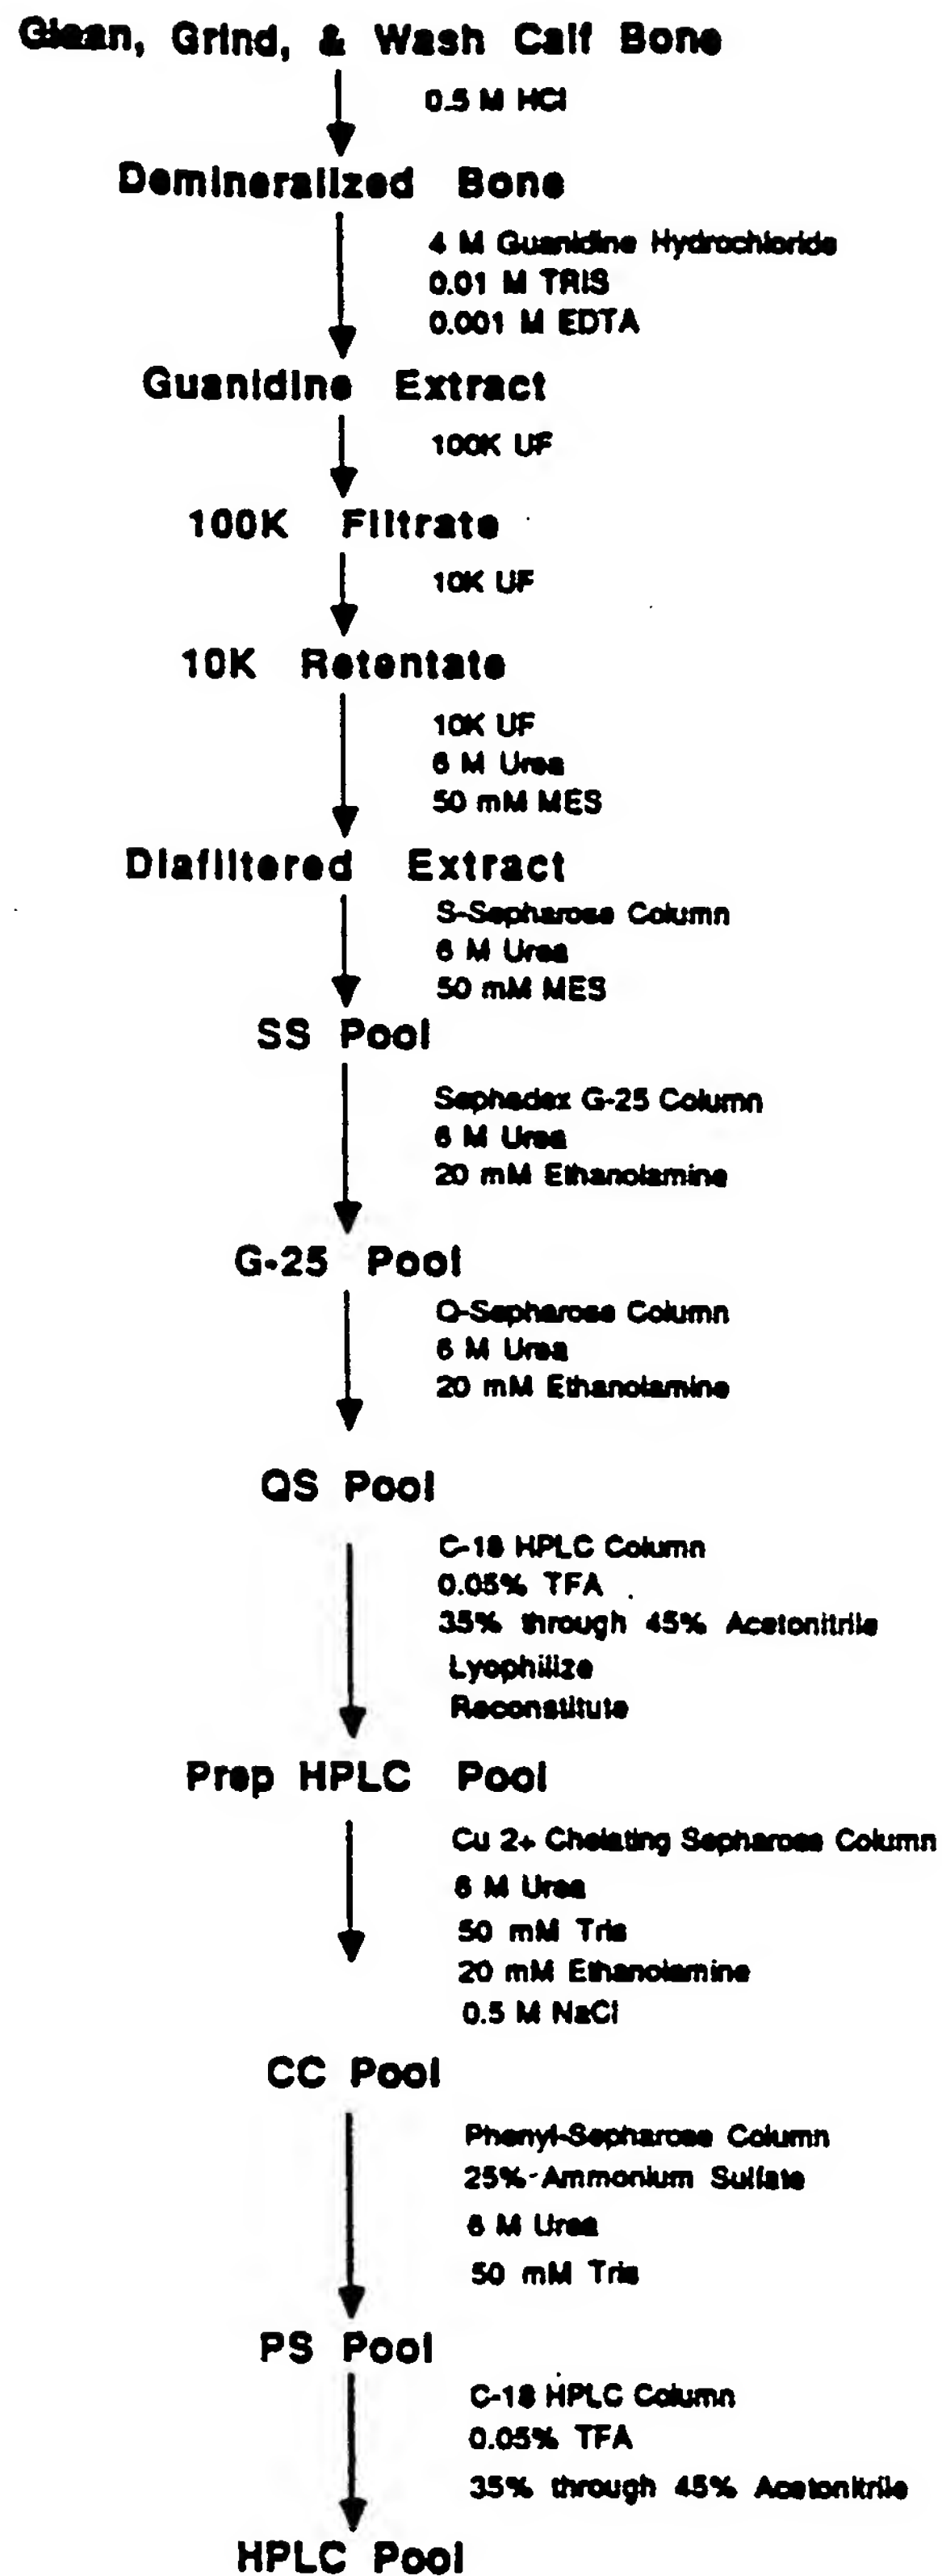 Clean, Grind, & Wash Calf Bone
0.5 M HCl
Demineralized Bone
4 M Guanidine Hydrochloride
0.01 M TRIS
0.001 M EDTA
Guanidine Extract
100K UF
100K Filtrate
10K UF
10K Retentate
10K UF
6 M Urea
50 mM MES
Diafiltered Extract
S-Sepharose Column
6 M Urea
50 mM MES
SS Pool
Sephadex G-25 Column
6 M Urea
20 mM Ethanolamine
G-25 Pool
Q-Sepharose Column
6 M Urea
20 mM Ethanolamine
QS Pool
C-18 HPLC Column
0.05% TFA
35% through 45% Acetonitrile
Lyophilize
Reconstitute
Prep HPLC Pool
Cu 2+ Chelating Sepharose Column
6 M Urea
50 mM Tris
20 mM Ethanolamine
0.5 M NaCl
CC Pool
Phenyl-Sepharose Column
25% Ammonium Sulfate
6 M Urea
50 mM Tris
PS Pool
C-18 HPLC Column
0.05% TFA
35% through 45% Acetonitrile
HPLC Pool